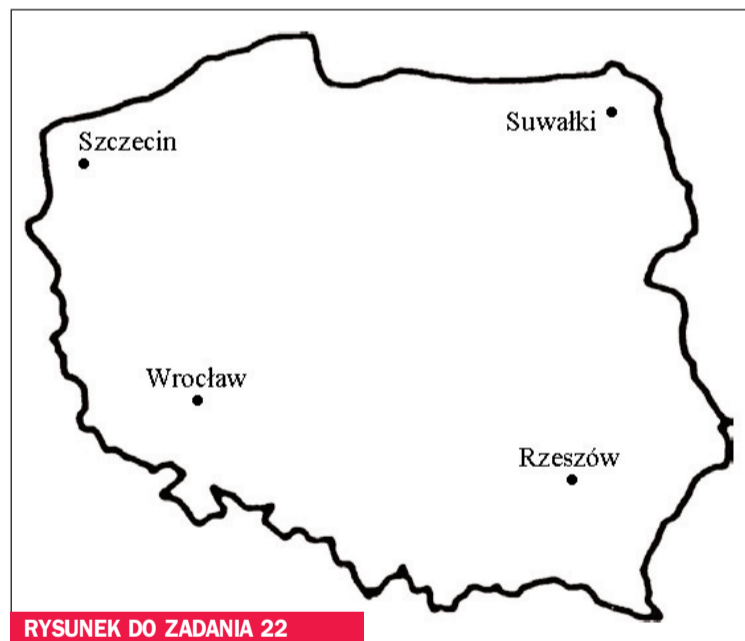 Suwałki
Szczecin
Wrocław
Rzeszów
RYSUNEK DO ZADANIA 22